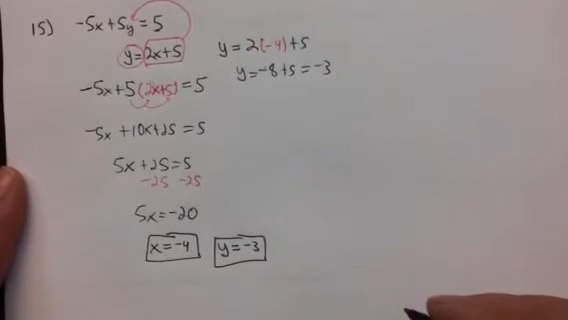 15) -5x+5y=5
y=2x+5
-5x+5(2x+5)=5
-5x+10x+25=5
5x+25=5
-25 -25
5x=-20
x=-4 y=-3
y=2(-4)+5
y=-8+5=-3